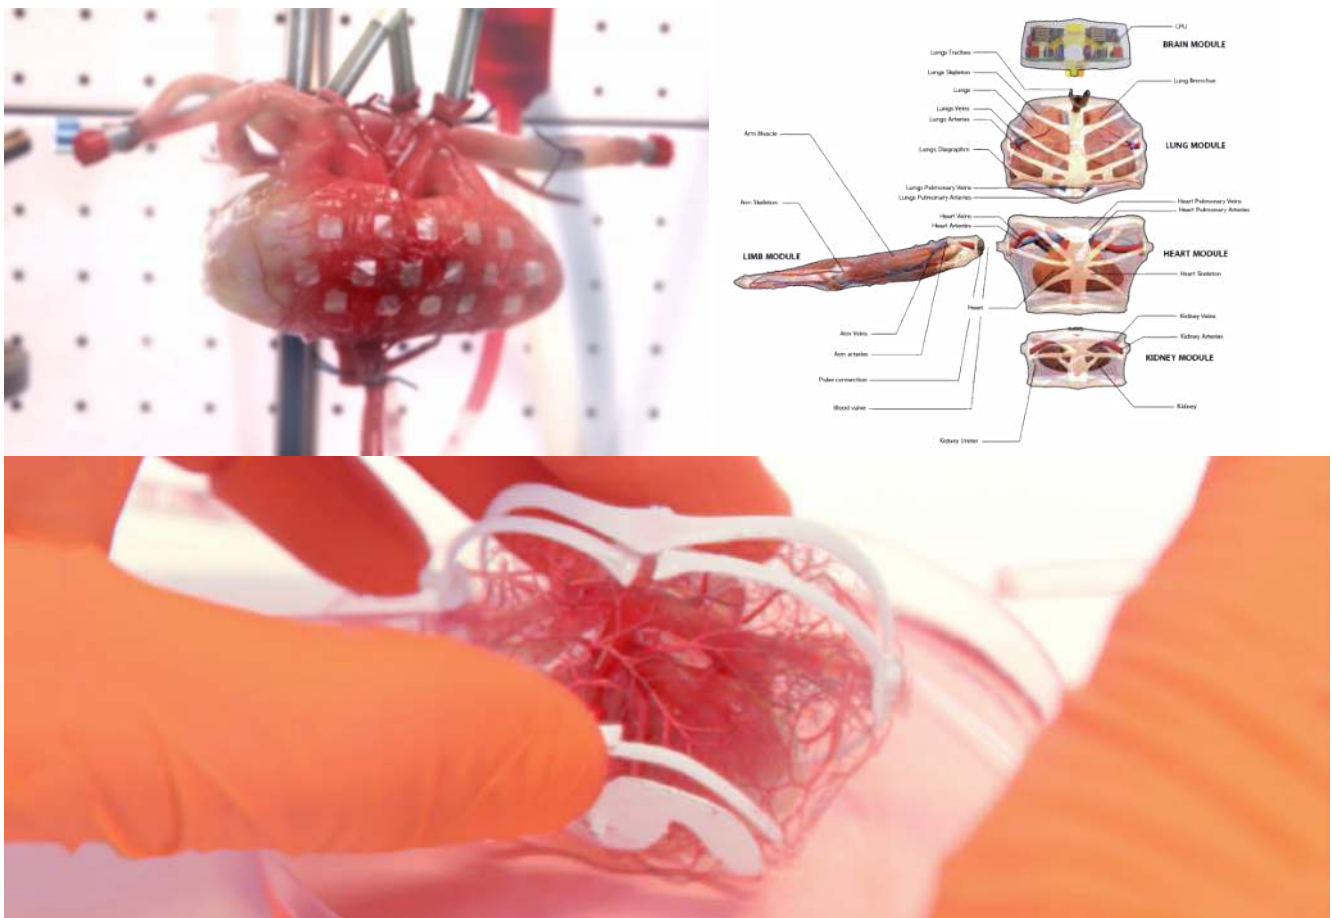 CPU
BRAIN MODULE
Lungs Trachea
Lungs Skeleton
Lung Bronchus
Lungs
Lungs Veins
Lungs Arteries
Arm Muscle
LUNG MODULE
Lungs Diagraphm
Lungs Pulmonary Veins
Lungs Pulmonary Arteries
Arm Skeleton
Heart Pulmonary Veins
Heart Pulmonary Arteries
Heart Veins
Heart Arteries
LIMB MODULE
HEART MODULE
Heart Skeleton
Heart
Kidney Veins
Arm Veins
Kidney Arteries
Arm arteries
KIDNEY MODULE
Pulse connection
Blood valve
Kidney
Kidney Ureter